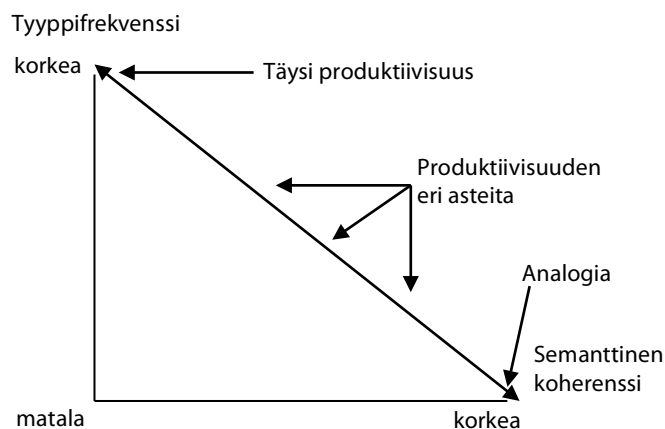 Tyyppifrekvenssi
korkea
Täysi produktiivisuus
Produktiivisuuden
eri asteita
Analogia
Semanttinen
koherenssi
matala
korkea